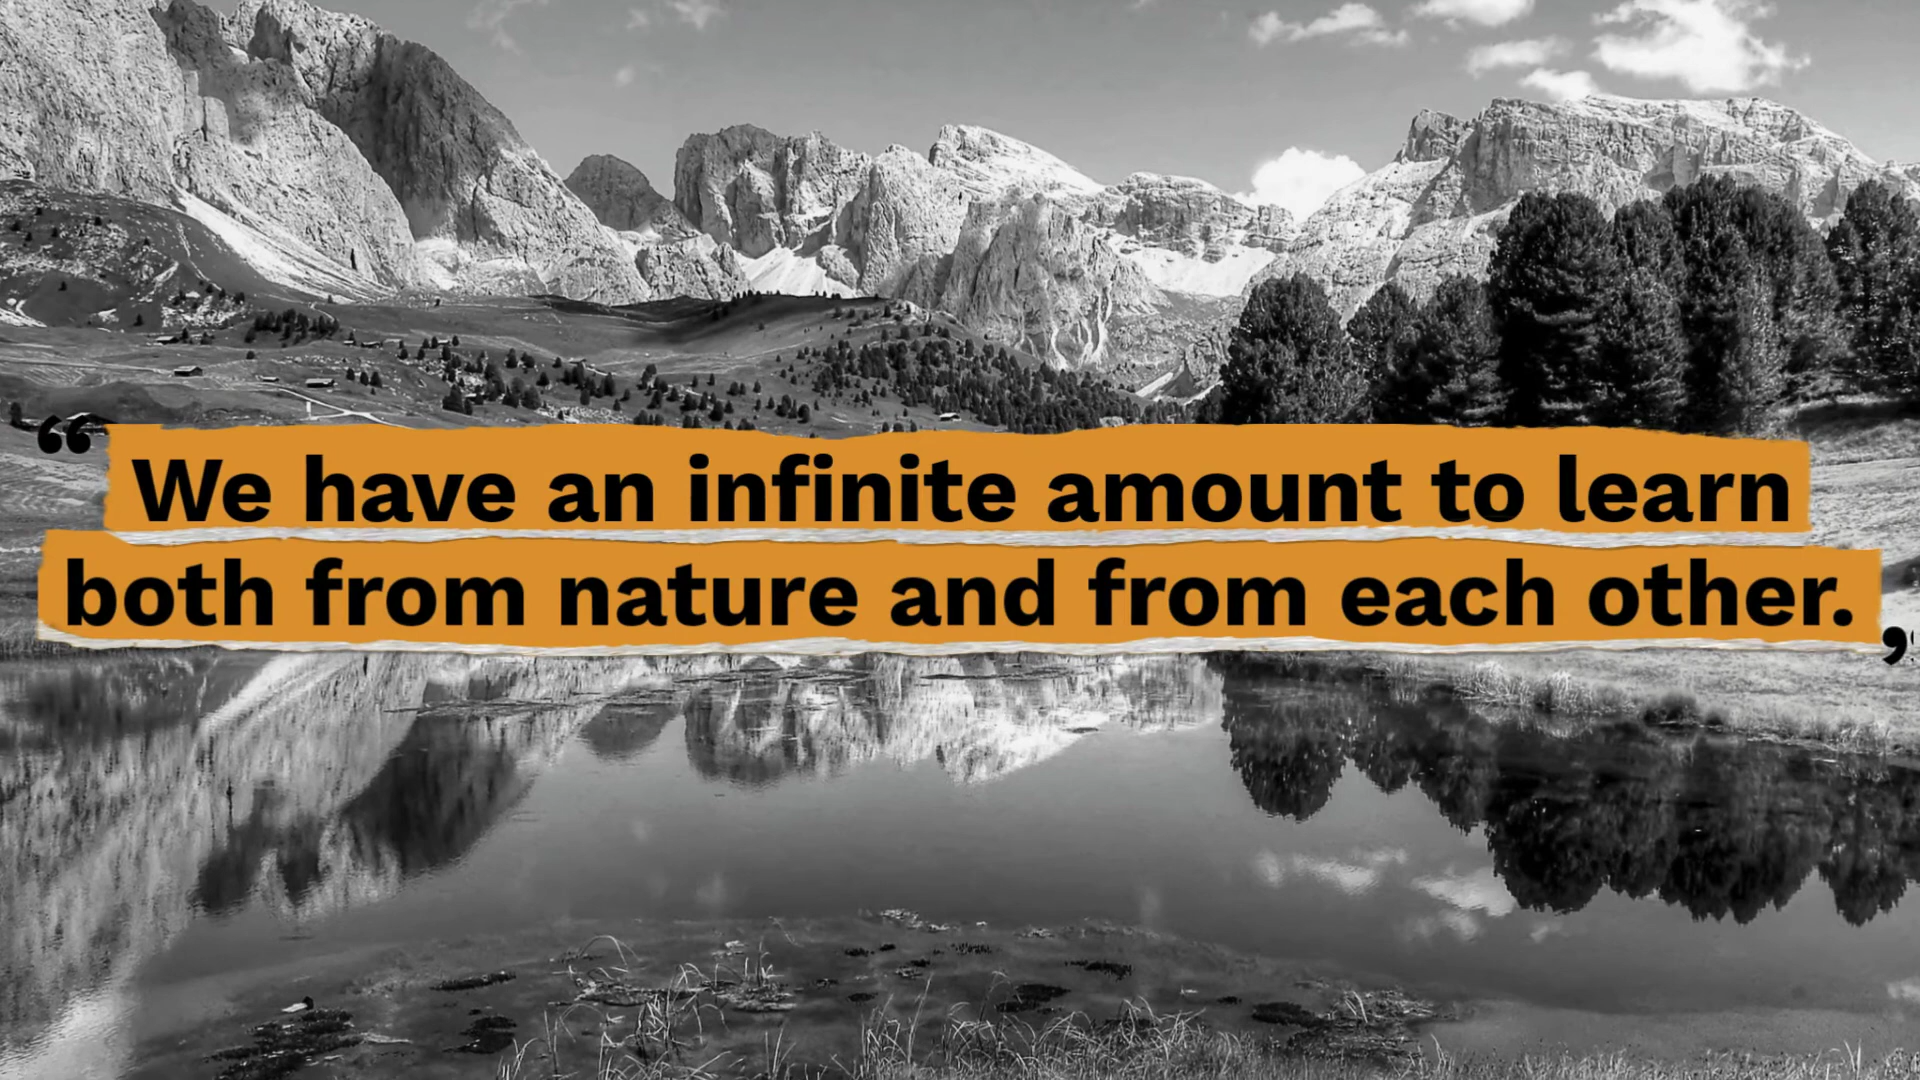 “We have an infinite amount to learn
both from nature and from each other.”